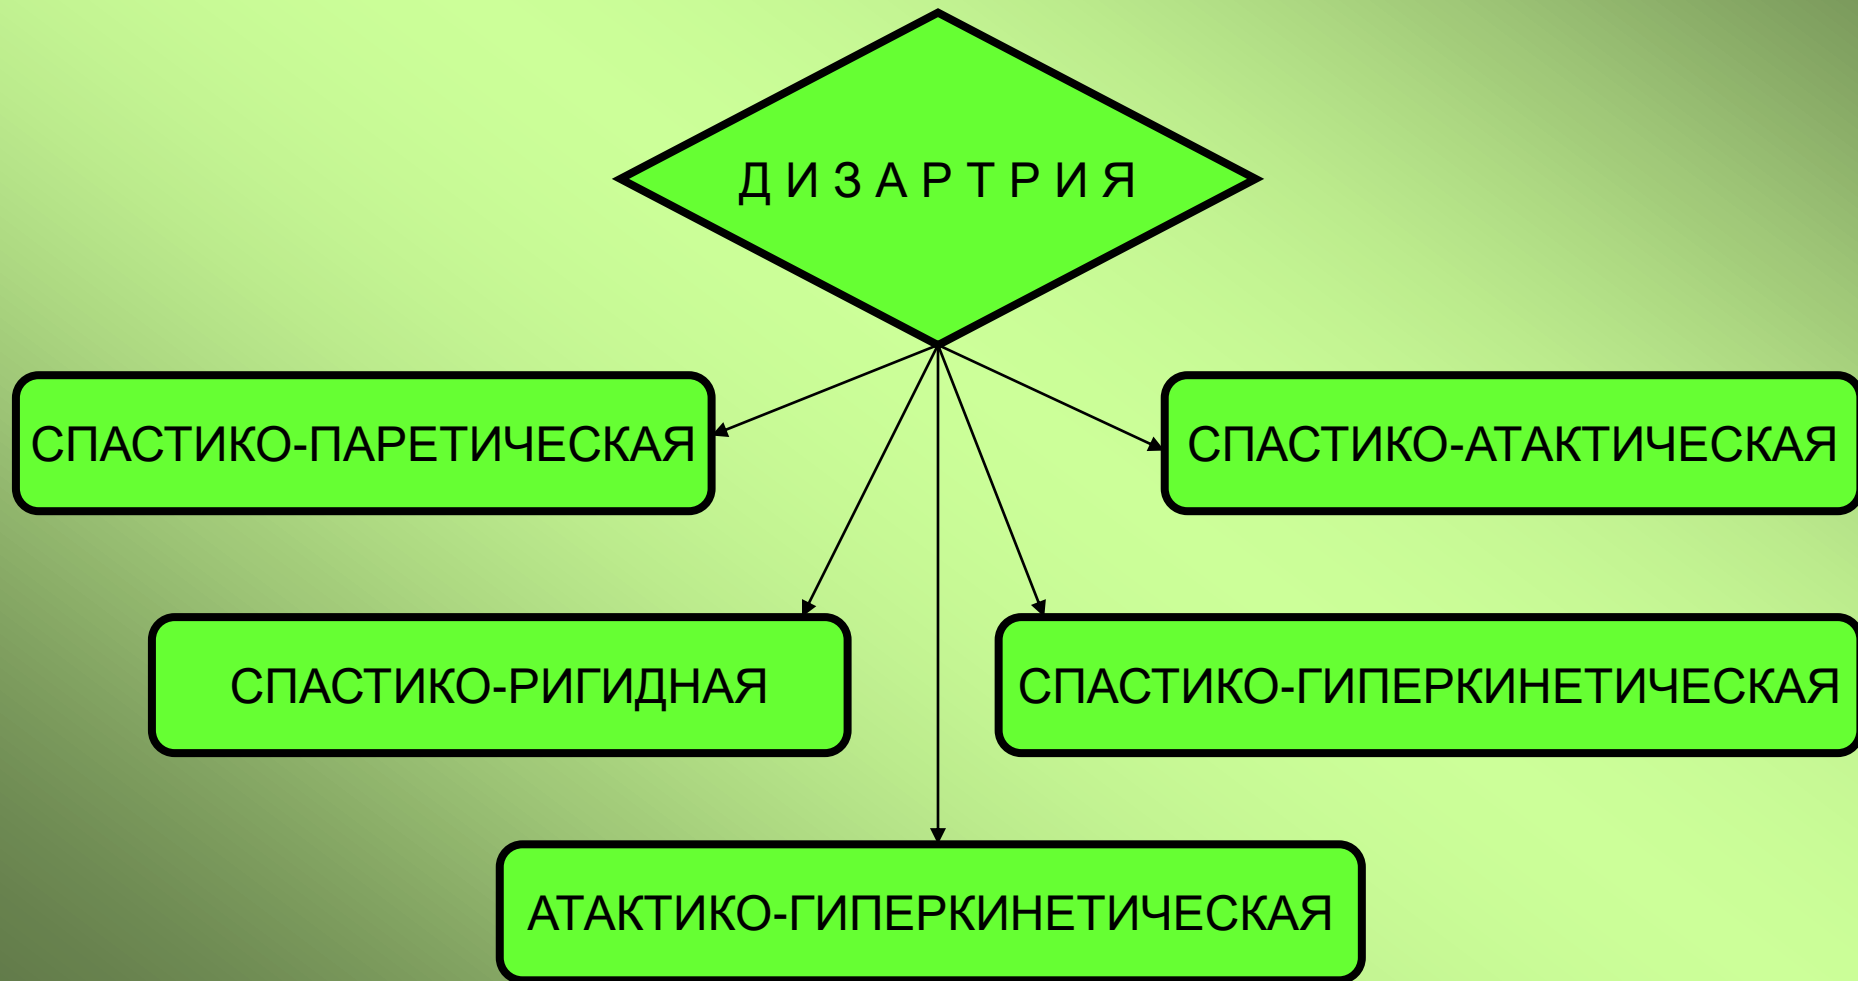 Д И З А Р Т Р И Я
СПАСТИКО-ПАРЕТИЧЕСКАЯ
СПАСТИКО-АТАКТИЧЕСКАЯ
СПАСТИКО-РИГИДНАЯ
СПАСТИКО-ГИПЕРКИНЕТИЧЕСКАЯ
АТАКТИКО-ГИПЕРКИНЕТИЧЕСКАЯ